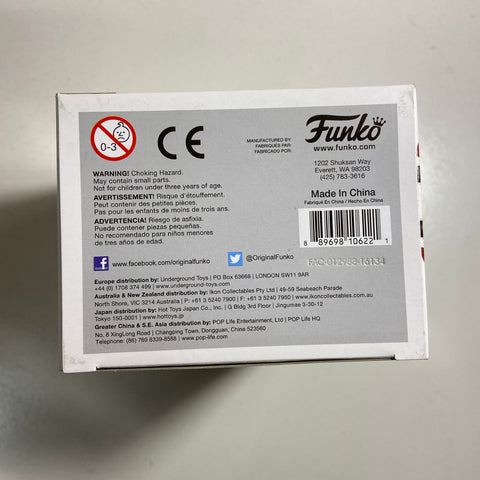 0-3
CE
MANUFACTURED BY:
FABRIQUÉS PAR:
FABRICADO POR:
Funko
www.funko.com
1202 Shuksan Way
Everett, WA 98203
(425) 783-3616
WARNING! Choking Hazard.
May contain small parts.
Not for children under three years of age.
AVERTISSEMENT! Risque d'étouffement.
Peut contenir des petites pièces.
Pas pour les enfants de moins de trois ans.
ADVERTENCIA! Riesgo de asfixia.
Puede contener piezas pequeñas.
No recomendado para niños menores
de tres años de edad.
Made In China
Fabriqué En China / Hecho En China
8 89698 10622 1
www.facebook.com/originalfunko
@OriginalFunko
FAC-012988-16134
Europe distribution by: Underground Toys | PO BOX 63668 | LONDON SW11 9AR
+44 (0) 1708 374 499 | www.underground-toys.com
Australia & New Zealand distribution by: Ikon Collectables Pty Ltd | 49-59 Seabeach Parade
North Shore, VIC 3214 Australia | P: +61 3 5240 7900 | F: +61 3 5240 7930 | www.ikoncollectables.com
Japan distribution by: Hot Toys Japan Co., Inc. | G Blast Bldg 12 | Jingumae 3-30-12
Tokyo 150-0001 | www.hottoys.jp
Greater China & S.E. Asia distribution by: POP Life Entertainment, Ltd | POP Life HQ
No. 8 XingLong Road | Changping Town, Dongguan, China 523560
Telephone: (86) 769 8339-8588 | www.pop-life.com